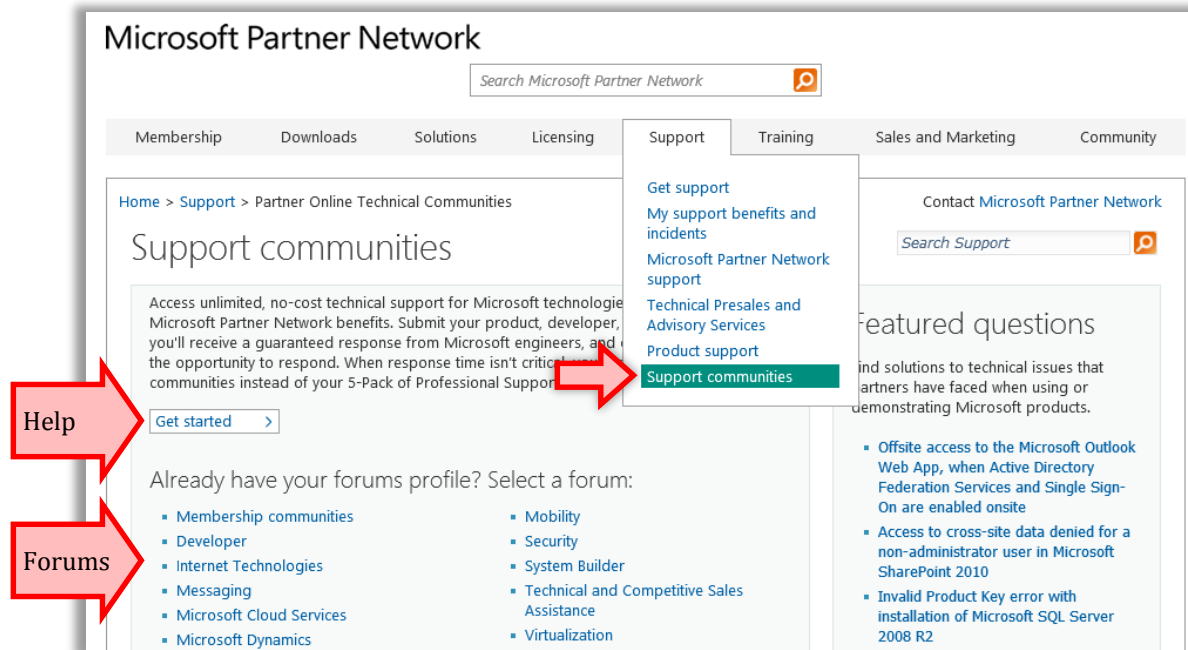 Microsoft Partner Network
Search Microsoft Partner Network
Membership Downloads Solutions Licensing Support Training Sales and Marketing Community
Home > Support > Partner Online Technical Communities
Contact Microsoft Partner Network
Get support
My support benefits and
incidents
Microsoft Partner Network
support
Technical Presales and
Advisory Services
Product support
Support communities
Search Support
Support communities
Access unlimited, no-cost technical support for Microsoft
Microsoft Partner Network benefits. Submit your product, developer,
you'll receive a guaranteed response from Microsoft engineers, and
the opportunity to respond. When response time isn't
communities instead of your 5-Pack of Professional
Help
Get started >
Already have your forums profile? Select a forum:
Forums
Membership communities
Developer
Internet Technologies
Messaging
Microsoft Cloud Services
Microsoft Dynamics
Mobility
Security
System Builder
Technical and Competitive Sales
Assistance
Virtualization
Featured questions
Find solutions to technical issues that
partners have faced when using or
demonstrating Microsoft products.
Offsite access to the Microsoft Outlook
Web App, when Active Directory
Federation Services and Single Sign-
On are enabled onsite
Access to cross-site data denied for a
non-administrator user in Microsoft
SharePoint 2010
Invalid Product Key error with
installation of Microsoft SQL Server
2008 R2